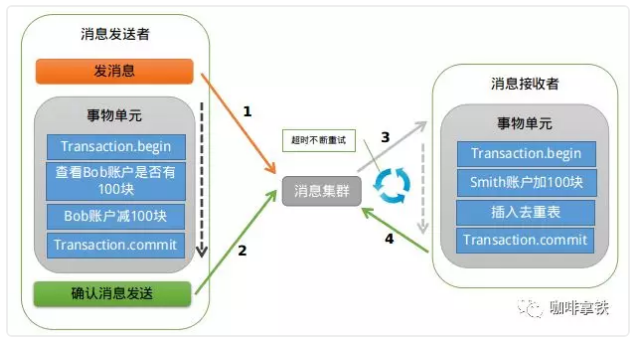 消息发送者
发消息
事物单元
Transaction.begin
查看Bob账户是否有
100块
Bob账户减100块
Transaction.commit
确认消息发送
1
2
超时不断重试
消息集群
3
4
消息接收者
事物单元
Transaction.begin
Smith账户加100块
插入去重表
Transaction.commit
咖啡拿铁